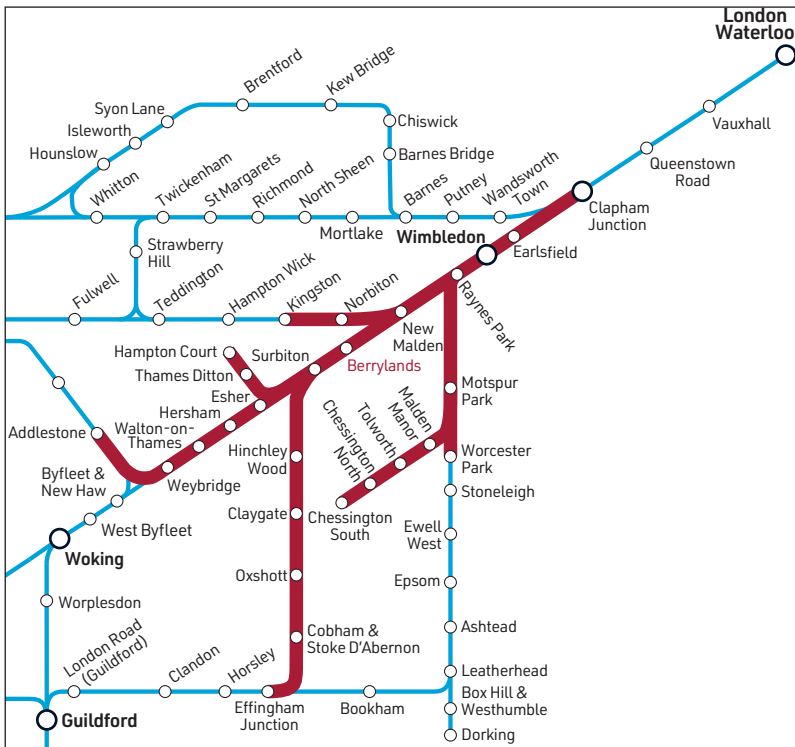 London
Waterloo
Vauxhall
Queenstown
Road
Clapham
Junction
Brentford
Kew Bridge
Syon Lane
Isleworth
Hounslow
Chiswick
Barnes Bridge
Whitton
Twickenham
St Margarets
Richmond
North Sheen
Mortlake
Barnes
Putney
Wandsworth
Town
Wimbledon
Earlsfield
Strawberry
Hill
Fulwell
Teddington
Hampton Wick
Kingston
Norbiton
New
Malden
Raynes Park
Hampton Court
Thames Ditton
Surbiton
Berrylands
Esher
Hersham
Walton-on-
Thames
Addlestone
Weybridge
Byfleet &
New Haw
West Byfleet
Woking
Worplesdon
Motspur
Park
Malden
Manor
Tolworth
Chessington
North
Chessington
South
Worcester
Park
Stoneleigh
Ewell
West
Epsom
Ashtead
Leatherhead
Box Hill &
Westhumble
Dorking
Hinchley
Wood
Claygate
Oxshott
Cobham &
Stoke D'Abernon
London Road
(Guildford)
Clandon
Horsley
Effingham
Junction
Bookham
Guildford